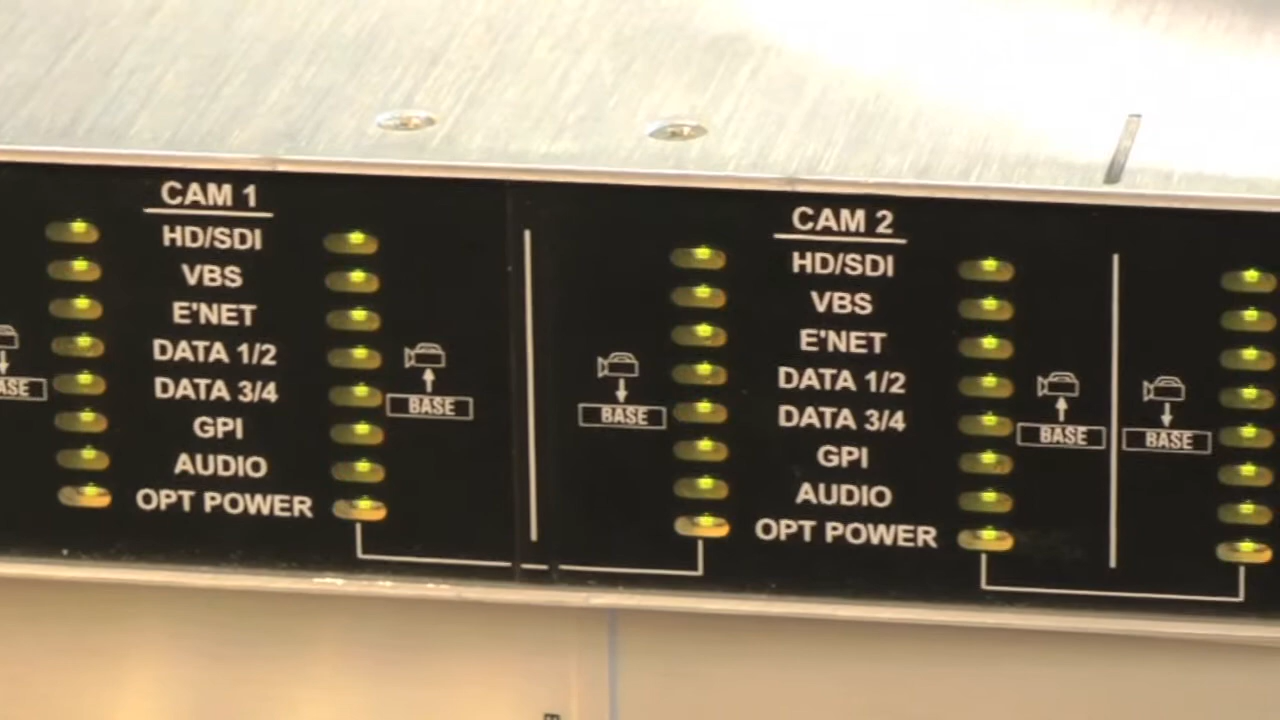 CAM 1
HD/SDI
VBS
E'NET
DATA 1/2
DATA 3/4
GPI
AUDIO
OPT POWER
BASE
BASE
CAM 2
HD/SDI
VBS
E'NET
DATA 1/2
DATA 3/4
GPI
AUDIO
OPT POWER
BASE
BASE